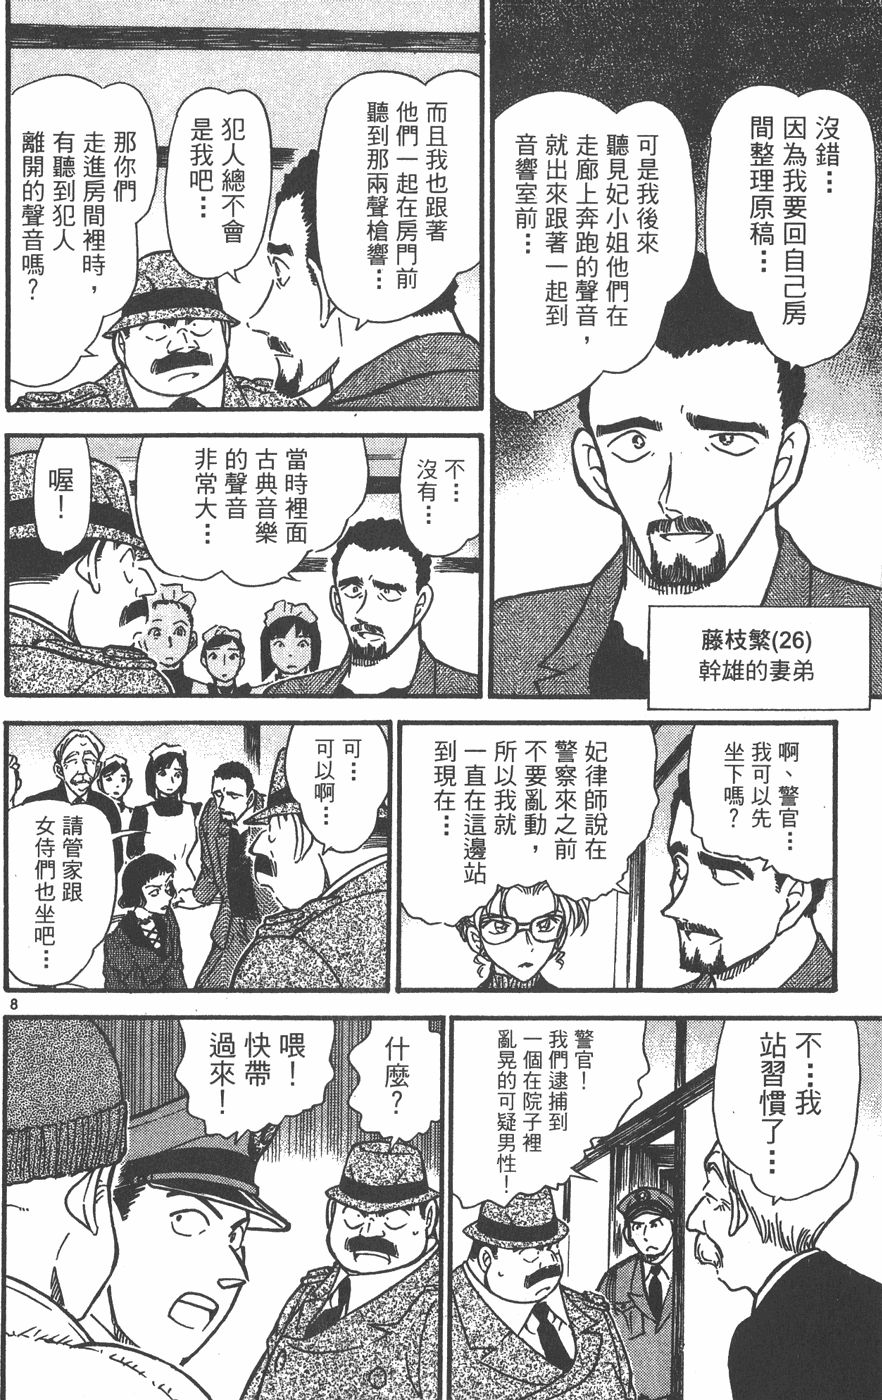 沒錯…
因為我要回自己房
間整理原稿…
可是我後來
聽見妃小姐他們在
走廊上奔跑的聲音，
就出來跟著一起到
音響室前…
藤枝繁(26)
幹雄的妻弟
而且我也跟著
他們一起在房門前
聽到那兩聲槍響…
犯人總不會
是我吧…
那你們
走進房間裡時，
有聽到犯人
離開的聲音嗎？
不…
沒有…
當時裡面
古典音樂
的聲音
非常大…
喔！
啊、警官…
我可以先
坐下嗎？
妃律師說在
警察來之前
不要亂動，
所以我就
一直在這邊站
到現在…
可…
可以啊…
請管家跟
女侍們也坐吧…
8
不…我
站習慣了…
警官！
我們逮捕到
一個在院子裡
亂晃的可疑男性！
什麼？
喂！
快帶
過來！